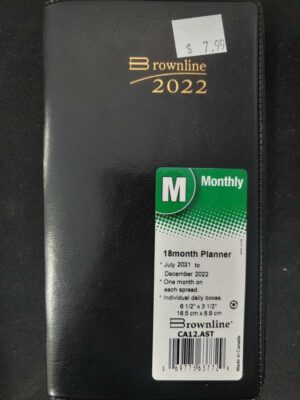 $ 7.99
Brownline
2022
M Monthly
18month Planner
* July 2021 to
December 2022
* One month on
each spread.
* Individual daily boxes.
6 1/2" x 3 1/2"
16.5 cm x 8.9 cm
Brownline®
CA12.AST
Made in Canada